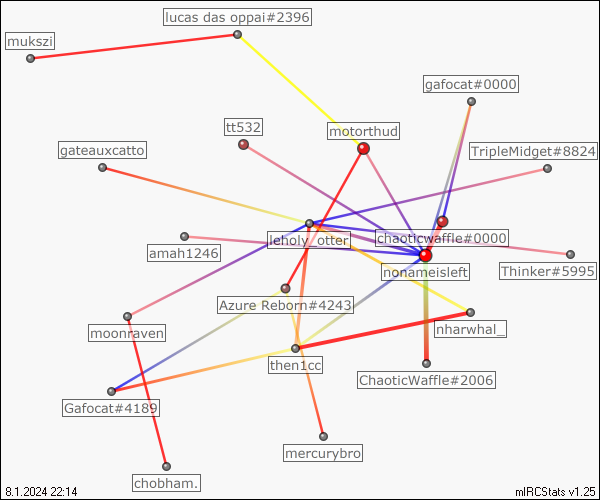 lucas das oppai#2396
mukszi
gafocat#0000
tt532
motorthud
gateauxcatto
TripleMidget#8824
leholy_otter
chaoticwaffle#0000
amah1246
nonameisleft
Thinker#5995
Azure Reborn#4243
nharwhal_
moonraven
then1cc
ChaoticWaffle#2006
Gafocat#4189
mercurybro
chobham.
8.1.2024 22:14
mIRCStats v1.25